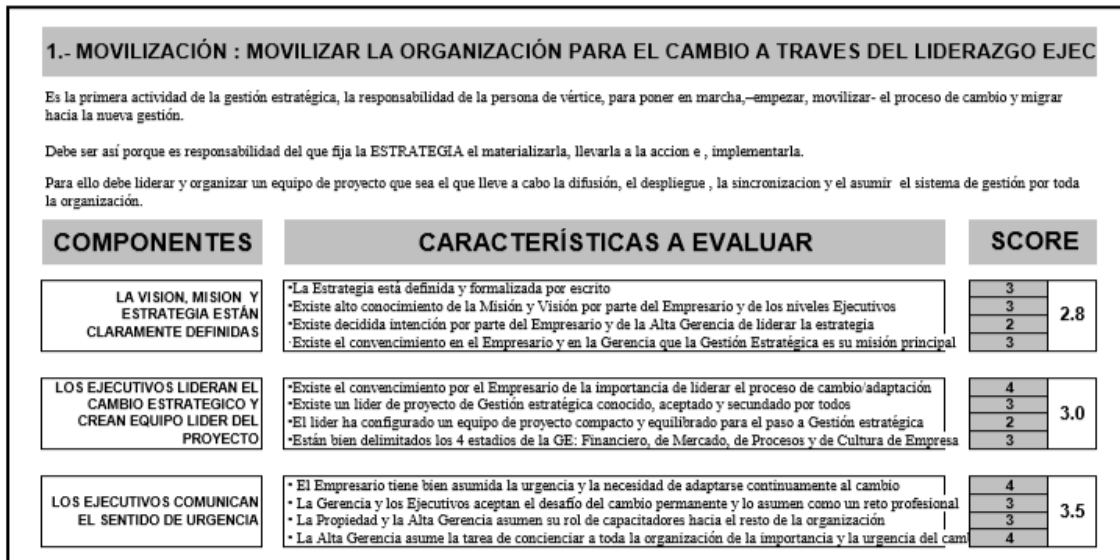 1.- MOVILIZACIÓN : MOVILIZAR LA ORGANIZACIÓN PARA EL CAMBIO A TRAVES DEL LIDERAZGO EJEC
Es la primera actividad de la gestión estratégica, la responsabilidad de la persona de vértice, para poner en marcha,–empezar, movilizar- el proceso de cambio y migrar
hacia la nueva gestión.
Debe ser así porque es responsabilidad del que fija la ESTRATEGIA el materializarla, llevarla a la accion e , implementarla.
Para ello debe liderar y organizar un equipo de proyecto que sea el que lleve a cabo la difusión, el despliegue , la sincronizacion y el asumir el sistema de gestión por toda
la organización.
COMPONENTES CARACTERÍSTICAS A EVALUAR SCORE
LA VISION, MISION Y
ESTRATEGIA ESTÁN
CLARAMENTE DEFINIDAS
•La Estrategia está definida y formalizada por escrito 3
•Existe alto conocimiento de la Misión y Visión por parte del Empresario y de los niveles Ejecutivos 3
•Existe decidida intención por parte del Empresario y de la Alta Gerencia de liderar la estrategia 2
·Existe el convencimiento en el Empresario y en la Gerencia que la Gestión Estratégica es su misión principal 3
2.8
LOS EJECUTIVOS LIDERAN EL
CAMBIO ESTRATEGICO Y
CREAN EQUIPO LIDER DEL
PROYECTO
•Existe el convencimiento por el Empresario de la importancia de liderar el proceso de cambio/adaptación 4
•Existe un lider de proyecto de Gestión estratégica conocido, aceptado y secundado por todos 3
•El lider ha configurado un equipo de proyecto compacto y equilibrado para el paso a Gestión estratégica 2
•Están bien delimitados los 4 estadios de la GE: Financiero, de Mercado, de Procesos y de Cultura de Empresa 3
3.0
LOS EJECUTIVOS COMUNICAN
EL SENTIDO DE URGENCIA
• El Empresario tiene bien asumida la urgencia y la necesidad de adaptarse continuamente al cambio 4
• La Gerencia y los Ejecutivos aceptan el desafío del cambio permanente y lo asumen como un reto profesional 3
• La Propiedad y la Alta Gerencia asumen su rol de capacitadores hacia el resto de la organización 3
• La Alta Gerencia asume la tarea de concienciar a toda la organización de la importancia y la urgencia del cam 4
3.5